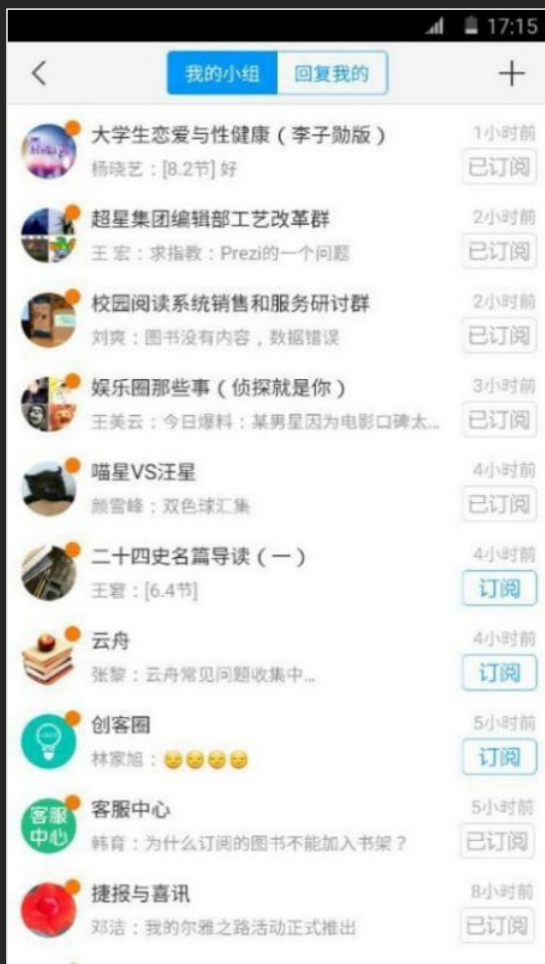 17:15
我的小组 回复我的
大学生恋爱与性健康（李子勋版） 1小时前
杨晓艺：[8.2节] 好 已订阅
超星集团编辑部工艺改革群 2小时前
王 宏：求指教：Prezi的一个问题 已订阅
校园阅读系统销售和服务研讨群 2小时前
刘爽：图书没有内容，数据错误 已订阅
娱乐圈那些事（侦探就是你） 3小时前
王美云：今日爆料：某男星因为电影口碑太... 已订阅
喵星VS汪星 4小时前
颜雪峰：双色球汇集 已订阅
二十四史名篇导读（一） 4小时前
王窘：[6.4节] 订阅
云舟 4小时前
张黎：云舟常见问题收集中... 订阅
创客圈 5小时前
林家旭：😏😏😏😏 订阅
客服中心 客服中心 5小时前
韩育：为什么订阅的图书不能加入书架？ 已订阅
捷报与喜讯 8小时前
邓洁：我的尔雅之路活动正式推出 已订阅